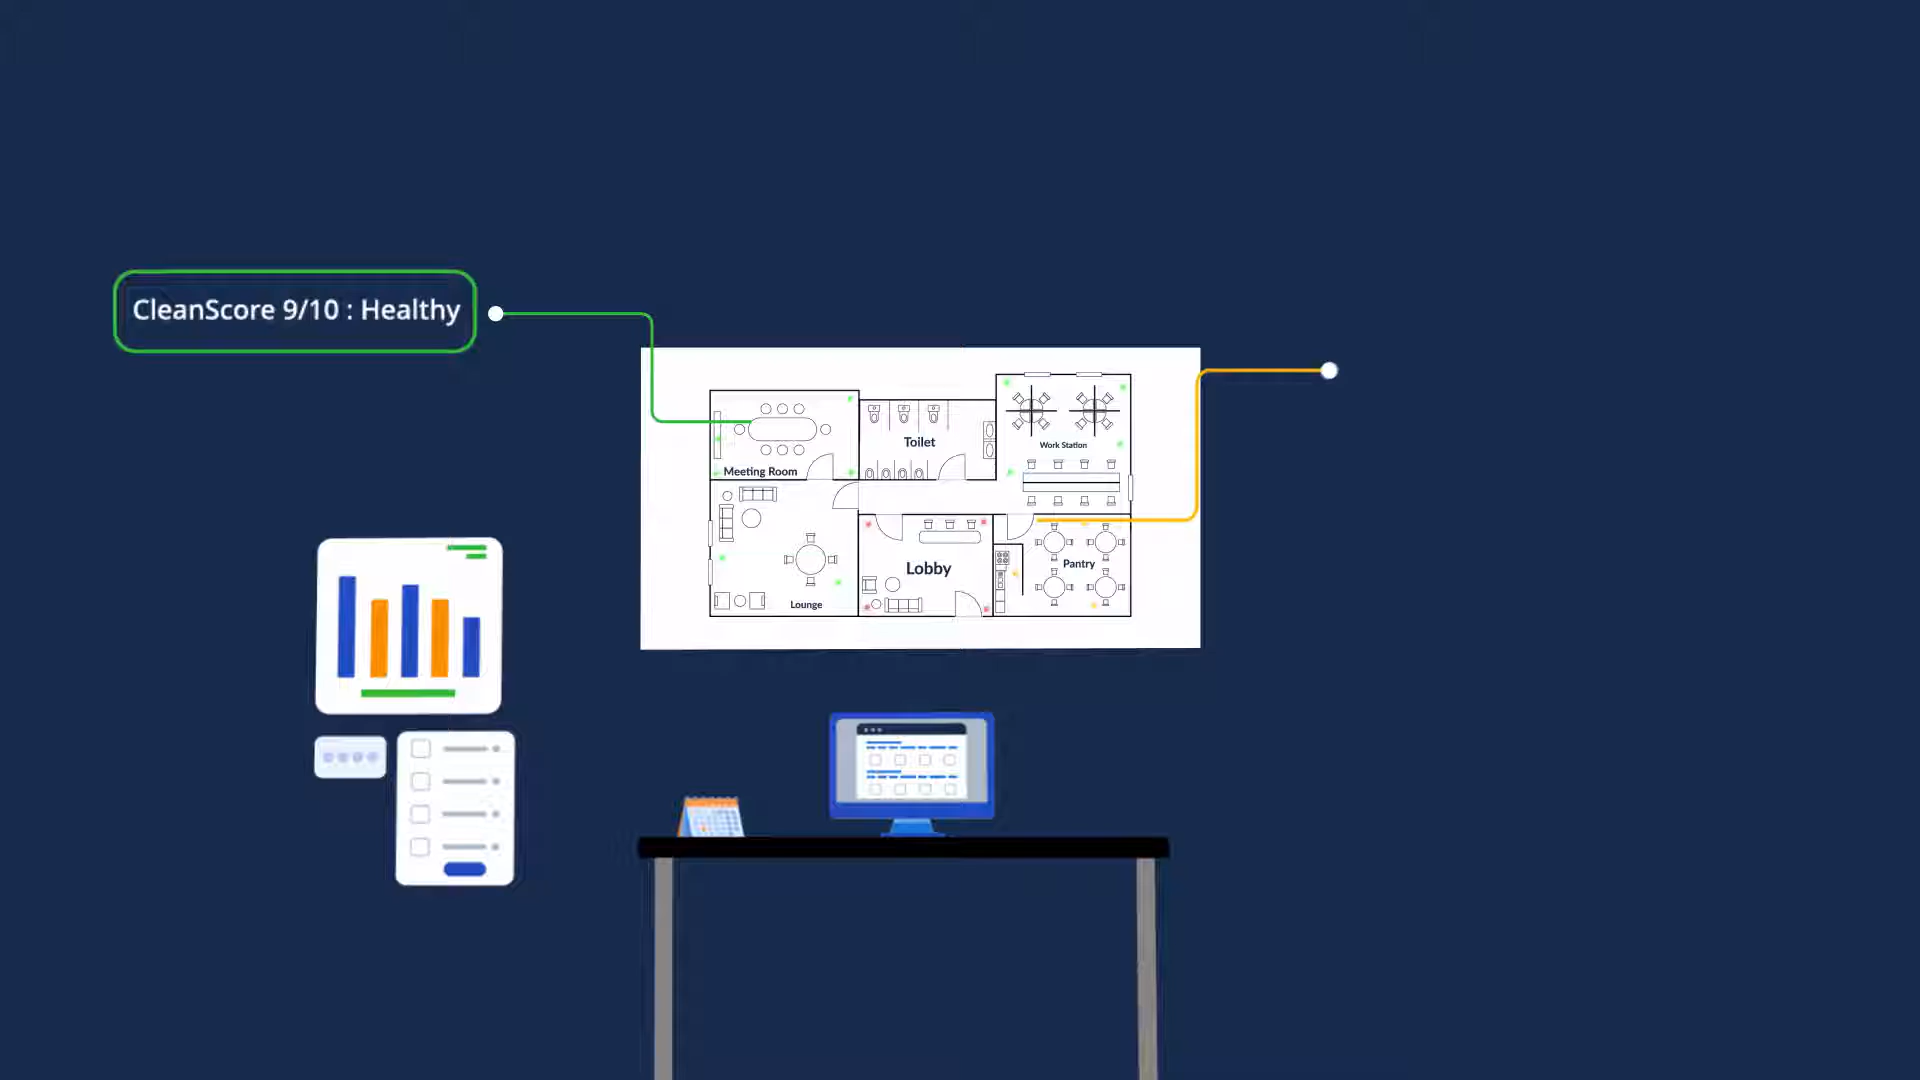 CleanScore 9/10 : Healthy
Toilet
Work Station
Meeting Room
Lobby
Pantry
Lounge